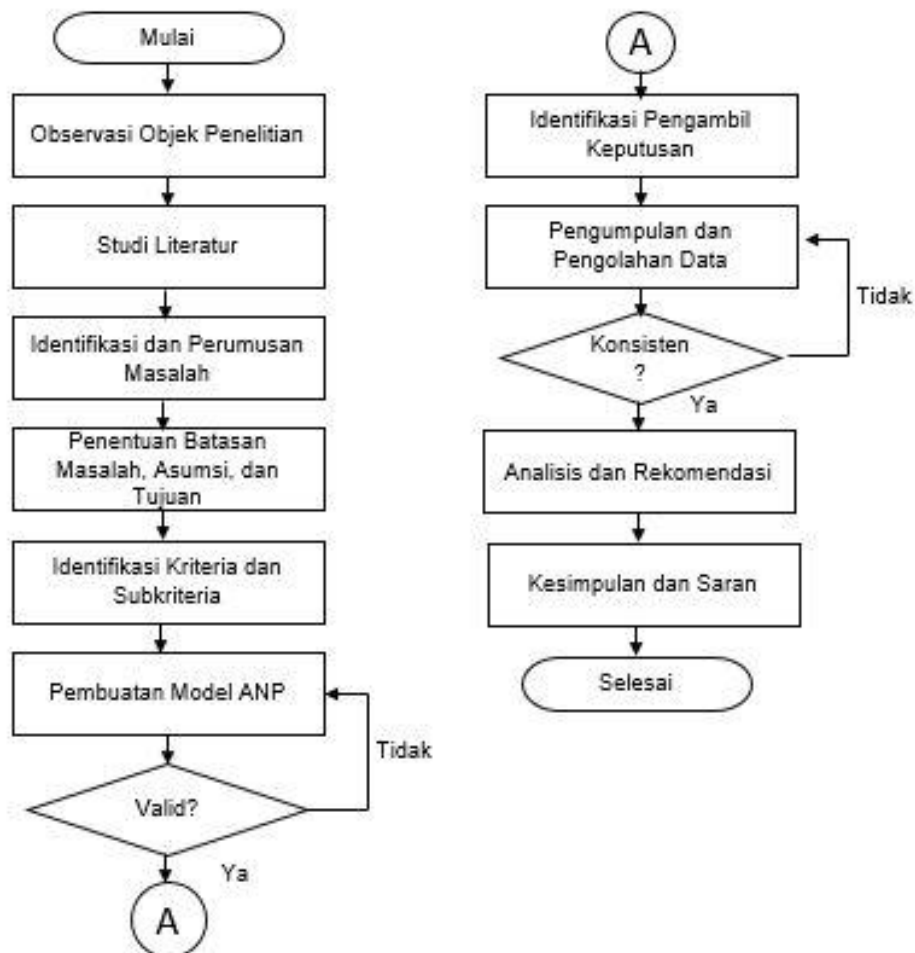 Mulai
Observasi Objek Penelitian
Studi Literatur
Identifikasi dan Perumusan
Masalah
Penentuan Batasan
Masalah, Asumsi, dan
Tujuan
Identifikasi Kriteria dan
Subkriteria
Pembuatan Model ANP
Tidak
Valid?
Ya
A
A
Identifikasi Pengambil
Keputusan
Pengumpulan dan
Pengolahan Data
Tidak
Konsisten
?
Ya
Analisis dan Rekomendasi
Kesimpulan dan Saran
Selesai